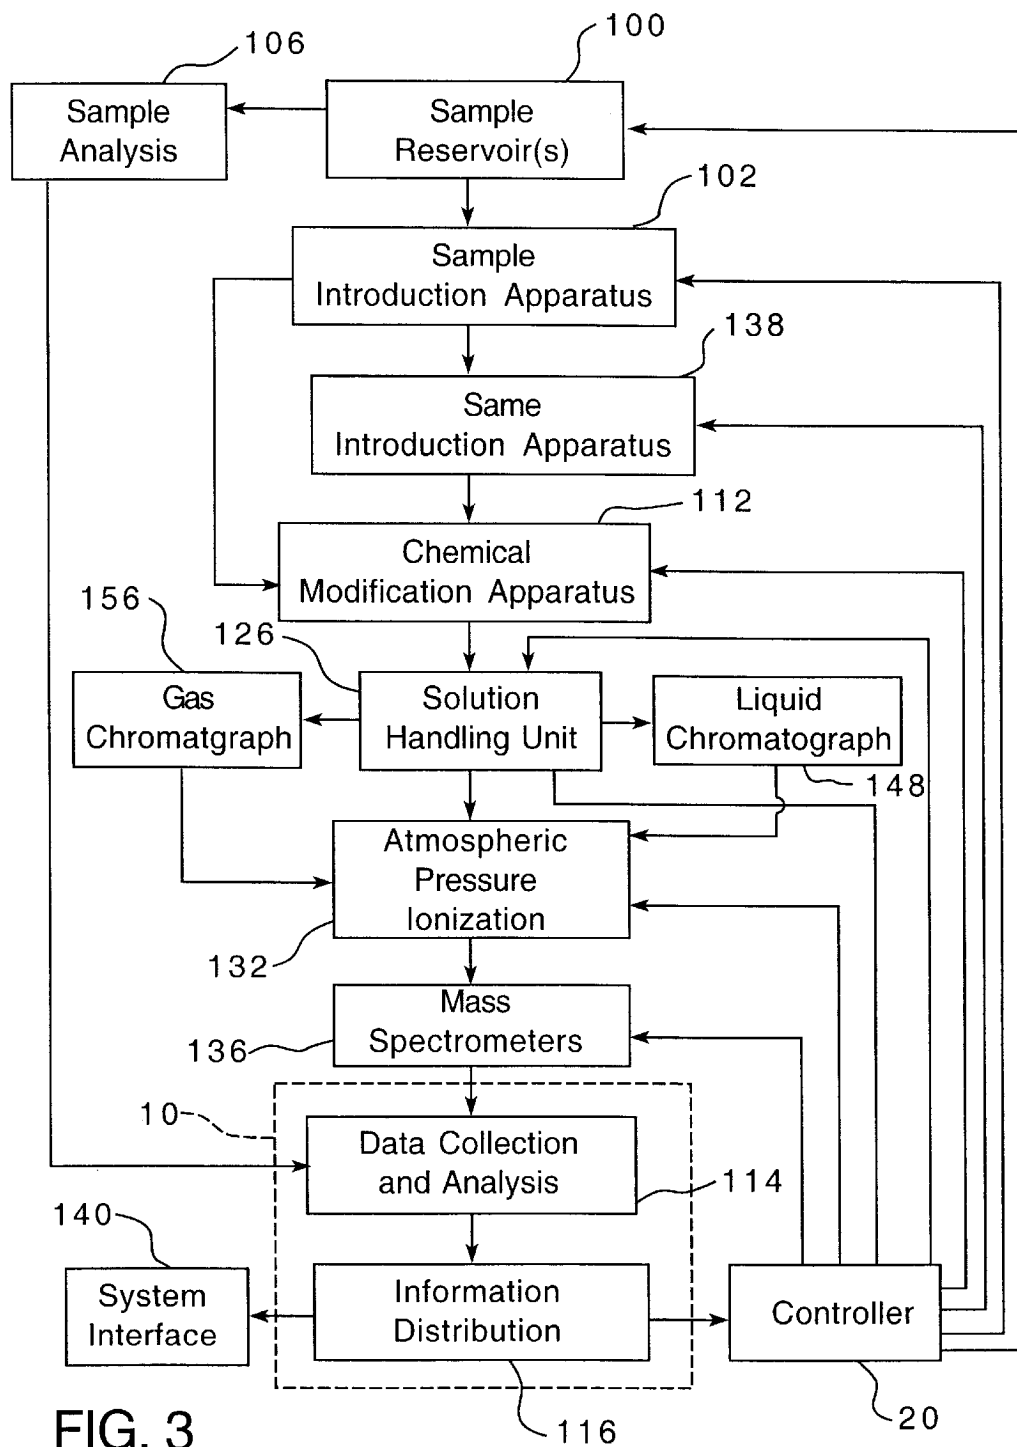 100
106
Sample
Analysis
Sample
Reservoir(s)
102
Sample
Introduction Apparatus
138
Same
Introduction Apparatus
112
Chemical
Modification Apparatus
156
126
Gas
Chromatgraph
Solution
Handling Unit
Liquid
Chromatograph
148
Atmospheric
Pressure
Ionization
132
Mass
Spectrometers
136
10
Data Collection
and Analysis
114
140
System
Interface
Information
Distribution
Controller
116
20
FIG. 3